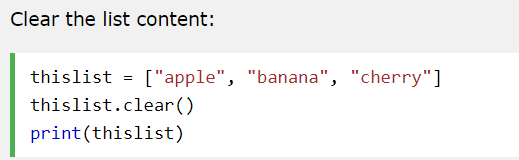 Clear the list content:
thislist = ["apple", "banana", "cherry"]
thislist.clear()
print(thislist)